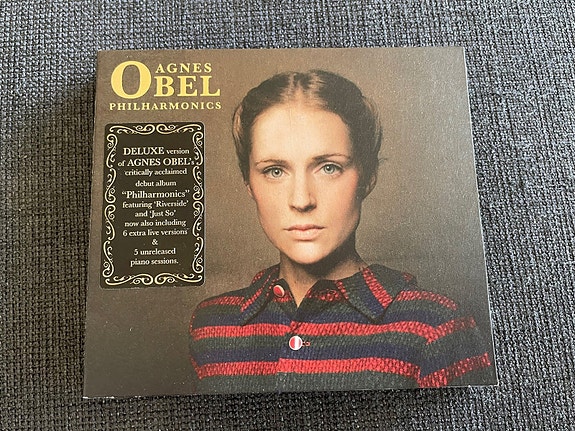 AGNES
OBEL
PHILHARMONICS
DELUXE version
of AGNES OBEL's
critically acclaimed
debut album
"Philharmonics"
featuring 'Riverside'
and 'Just So'
now also including
6 extra live versions
&
5 unreleased
piano sessions.